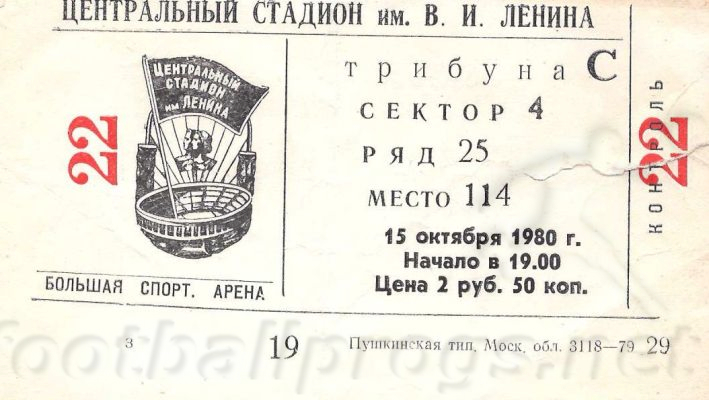 ЦЕНТРАЛЬНЫЙ СТАДИОН им. В. И. ЛЕНИНА
22
ЦЕНТРАЛЬНЫЙ
СТАДИОН
им ЛЕНИНА
БОЛЬШАЯ СПОРТ. АРЕНА
трибуна С
СЕКТОР 4
РЯД 25
МЕСТО 114
15 октября 1980 г.
Начало в 19.00
Цена 2 руб. 50 коп.
КОНТРОЛЬ
22
3 19 Пушкинская тип. Моск. обл. 3118—79 29
footballprogs.net